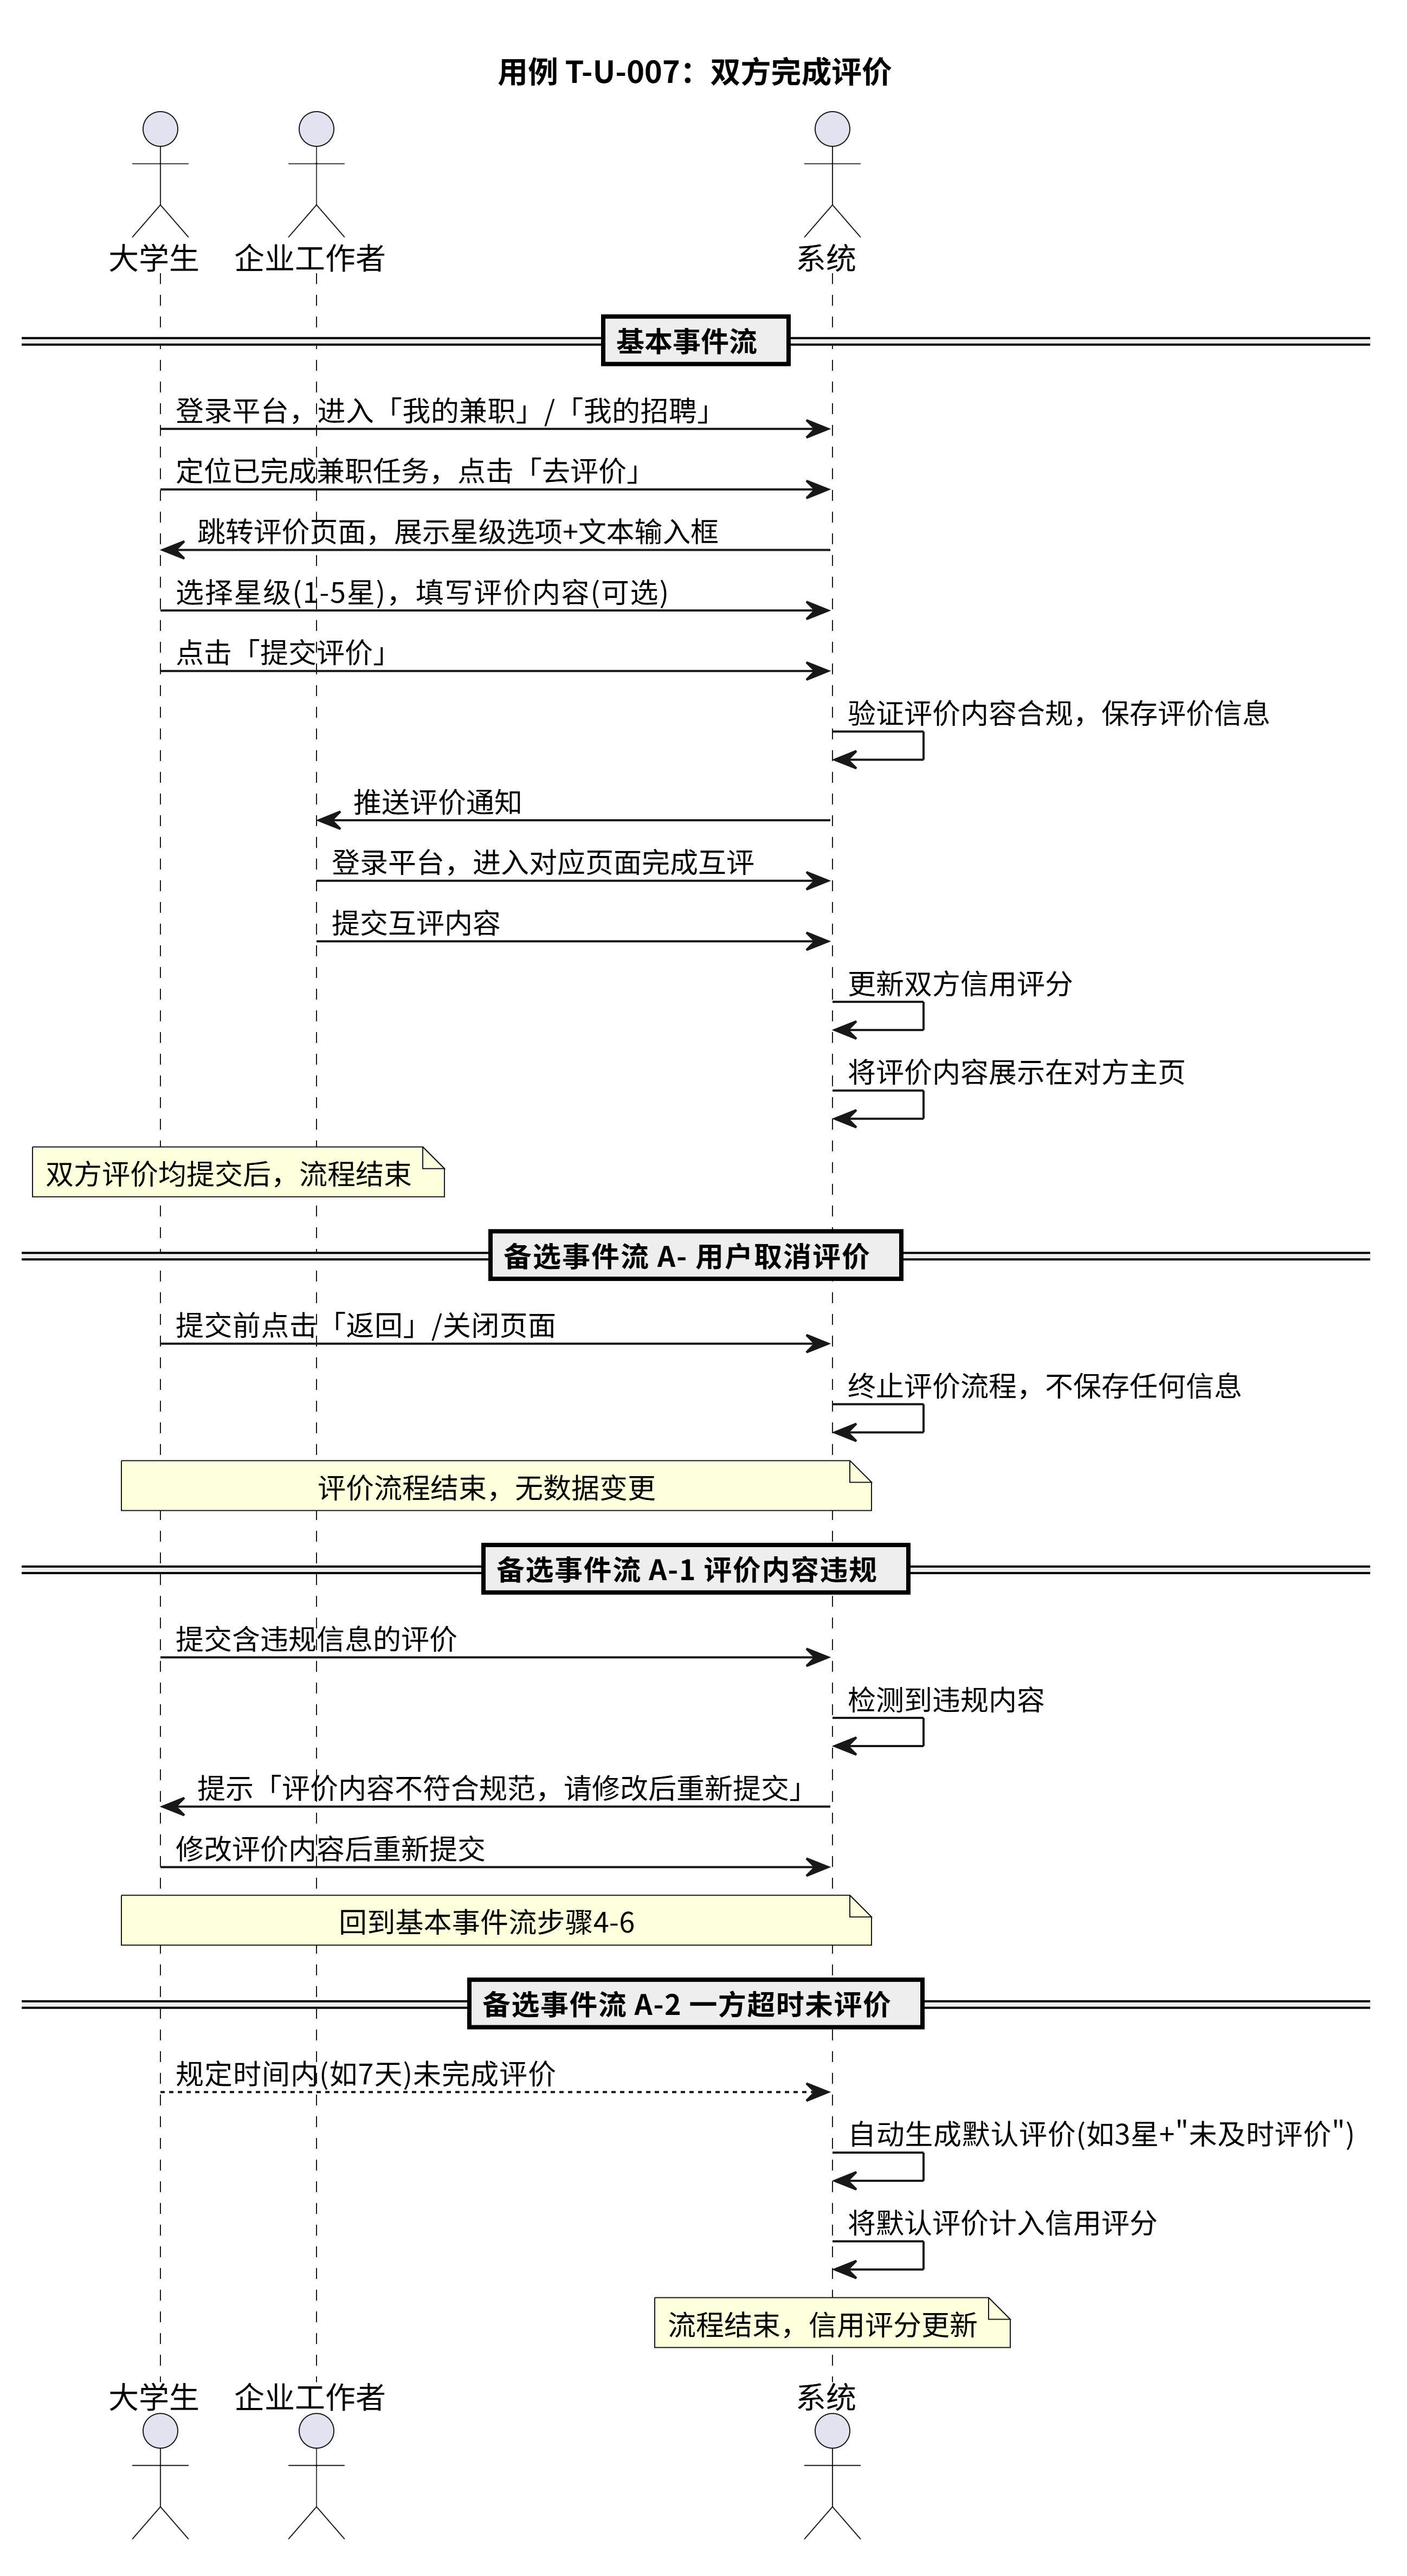 用例 T-U-007：双方完成评价
大学生
企业工作者
系统
基本事件流
登录平台，进入「我的兼职」/「我的招聘」
定位已完成兼职任务，点击「去评价」
跳转评价页面，展示星级选项+文本输入框
选择星级(1-5星)，填写评价内容(可选)
点击「提交评价」
验证评价内容合规，保存评价信息
推送评价通知
登录平台，进入对应页面完成互评
提交互评内容
更新双方信用评分
将评价内容展示在对方主页
双方评价均提交后，流程结束
备选事件流 A- 用户取消评价
提交前点击「返回」/关闭页面
终止评价流程，不保存任何信息
评价流程结束，无数据变更
备选事件流 A-1 评价内容违规
提交含违规信息的评价
检测到违规内容
提示「评价内容不符合规范，请修改后重新提交」
修改评价内容后重新提交
回到基本事件流步骤4-6
备选事件流 A-2 一方超时未评价
规定时间内(如7天)未完成评价
自动生成默认评价(如3星+"未及时评价")
将默认评价计入信用评分
流程结束，信用评分更新
大学生
企业工作者
系统